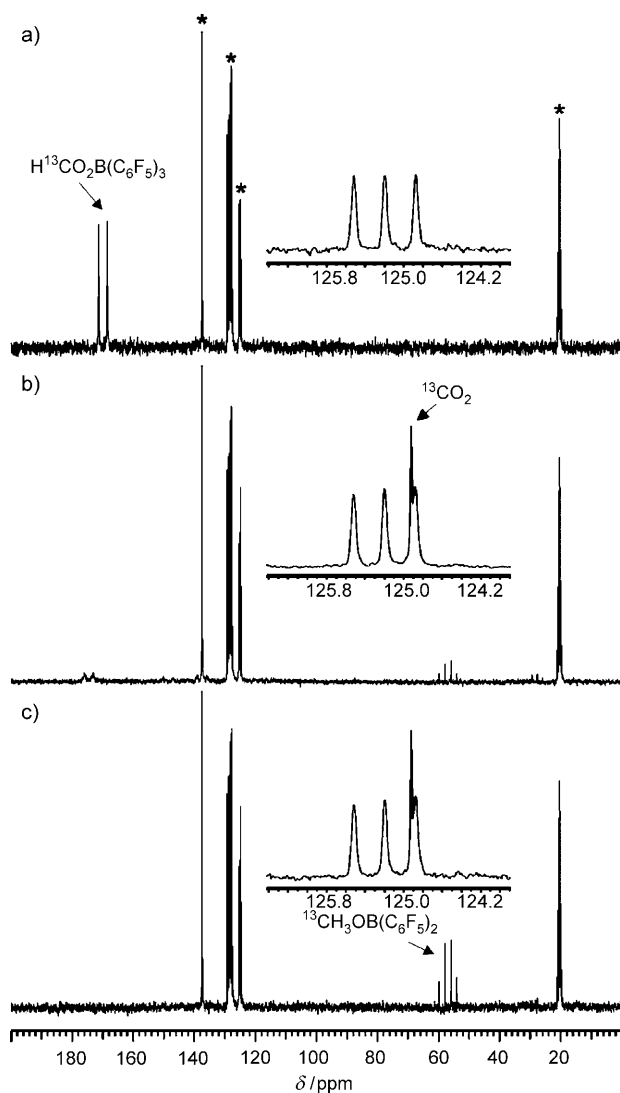 a)
*
*
*
*
H¹³CO₂B(C₆F₅)₃
125.8 125.0 124.2
b)
¹³CO₂
125.8 125.0 124.2
c)
125.8 125.0 124.2
¹³CH₃OB(C₆F₅)₂
180 160 140 120 100 80 60 40 20
δ /ppm